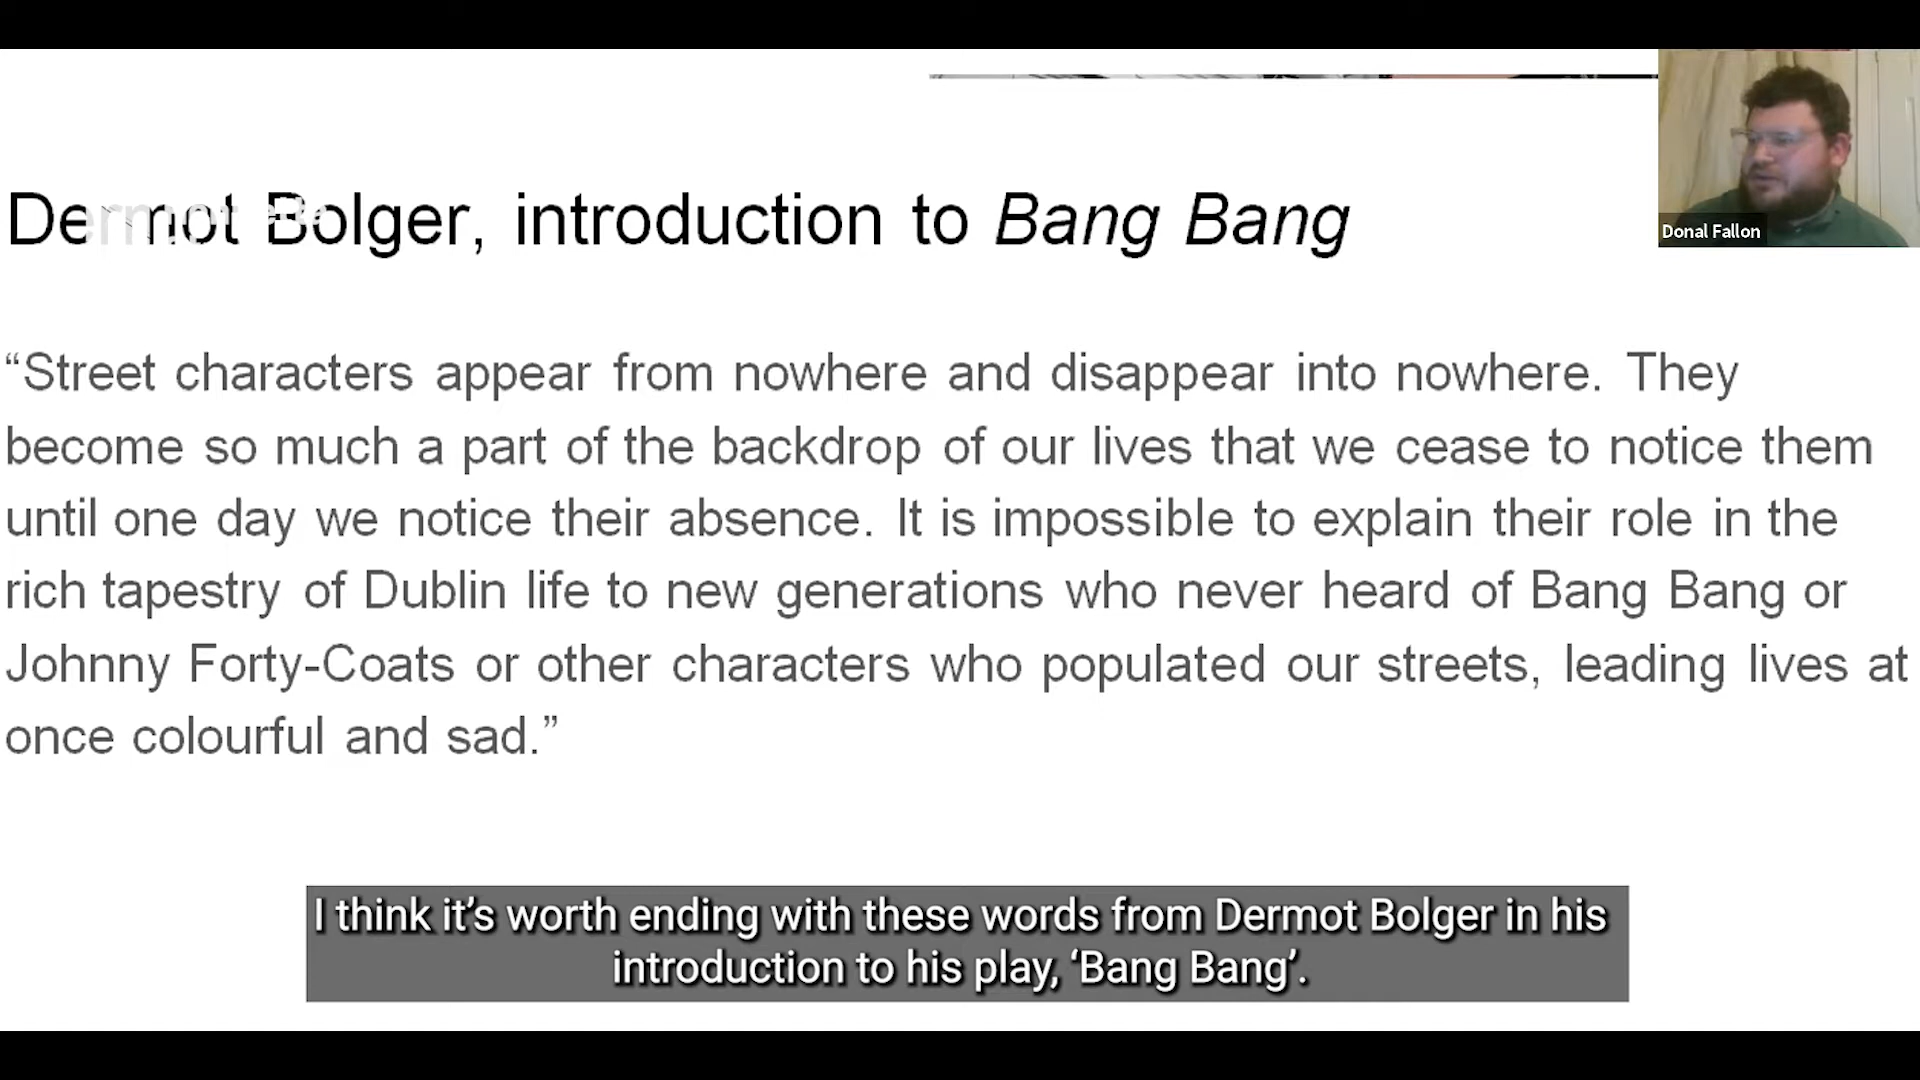 Donal Fallon
Dermot Bolger, introduction to Bang Bang
“Street characters appear from nowhere and disappear into nowhere. They
become so much a part of the backdrop of our lives that we cease to notice them
until one day we notice their absence. It is impossible to explain their role in the
rich tapestry of Dublin life to new generations who never heard of Bang Bang or
Johnny Forty-Coats or other characters who populated our streets, leading lives at
once colourful and sad.”
I think it’s worth ending with these words from Dermot Bolger in his
introduction to his play, ‘Bang Bang’.